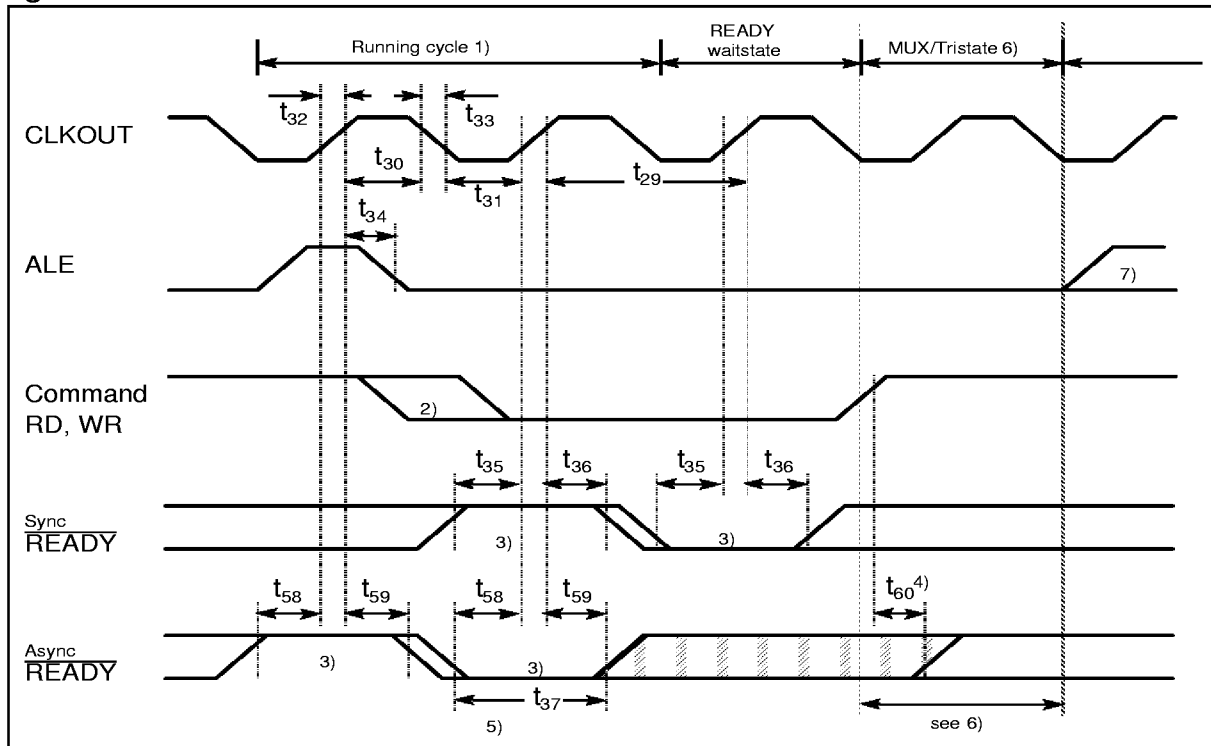 READY
Running cycle 1)
waitstate
MUX/Tristate 6)
t32
t33
CLKOUT
t30
t31
t29
t34
ALE
7)
Command
RD, WR
2)
t35
t36
t35
t36
Sync
READY
3)
3)
t58
t59
t58
t59
t60 4)
Async
READY
3)
3)
t37
5)
see 6)